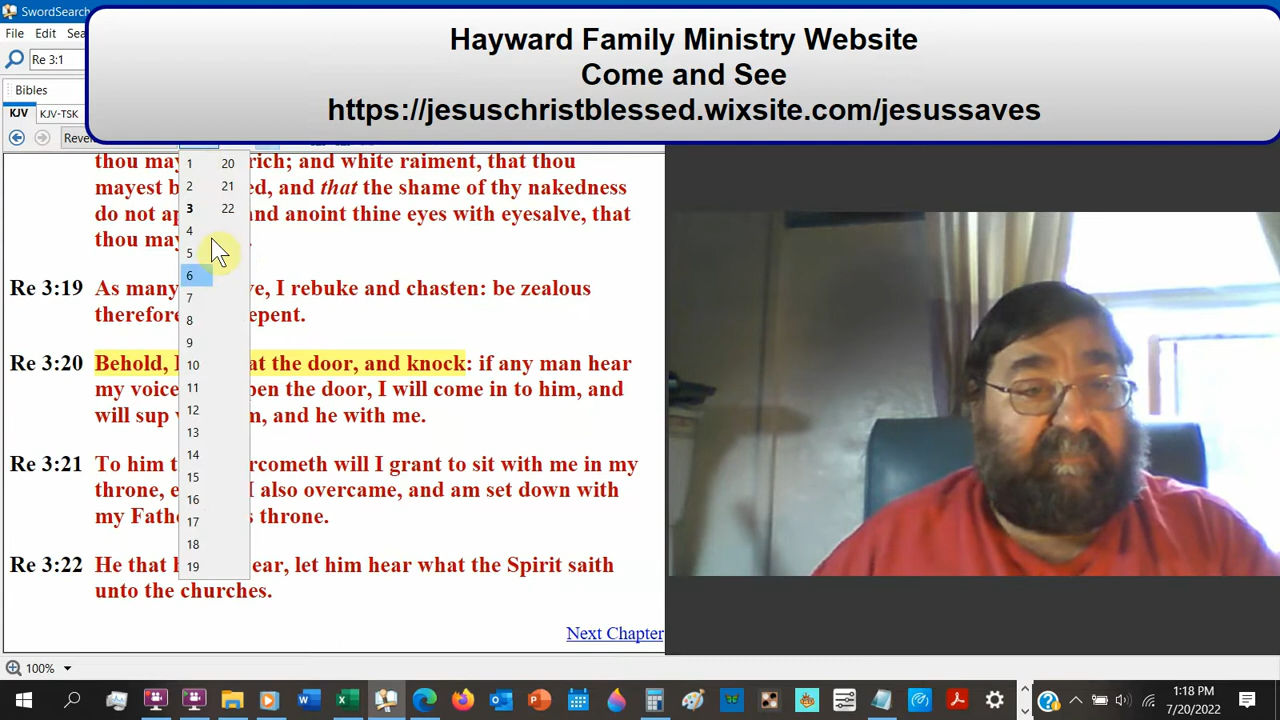 SwordSearch
Hayward Family Ministry Website
Come and See
https://jesuschristblessed.wixsite.com/jesussaves
File Edit Sea
Re 3:1
Bibles
KJV KJV-TSK
Revel
thou may rich; and white raiment, that thou
mayest b ed, and that the shame of thy nakedness
do not ap and anoint thine eyes with eyesalve, that
thou may .
Re 3:19 As many ve, I rebuke and chasten: be zealous
therefore epent.
Re 3:20 Behold, I at the door, and knock: if any man hear
my voice pen the door, I will come in to him, and
will sup m, and he with me.
Re 3:21 To him t rcometh will I grant to sit with me in my
throne, e I also overcame, and am set down with
my Fath s throne.
Re 3:22 He that h ear, let him hear what the Spirit saith
unto the churches.
Next Chapter
1 20
2 21
3 22
4
5
6
7
8
9
10
11
12
13
14
15
16
17
18
19
100%
1:18 PM
7/20/2022